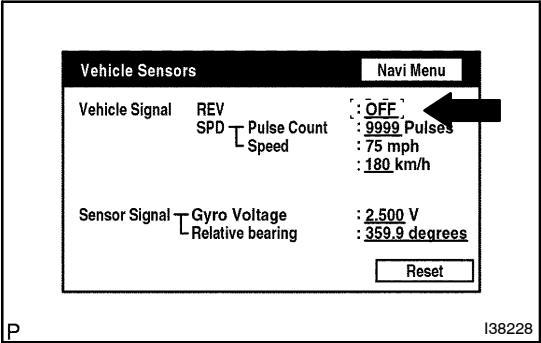 Vehicle Sensors Navi Menu
Vehicle Signal REV : OFF
SPD Pulse Count : 9999 Pulses
Speed : 75 mph
: 180 km/h
Sensor Signal Gyro Voltage : 2.500 V
Relative bearing : 359.9 degrees
Reset
P I38228